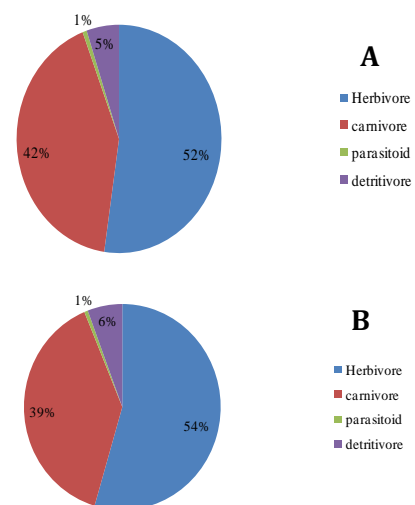 1%
5%
A
Herbivore
carnivore
42%
52%
parasitoid
detritivore
1%
6%
B
Herbivore
carnivore
39%
54%
parasitoid
detritivore